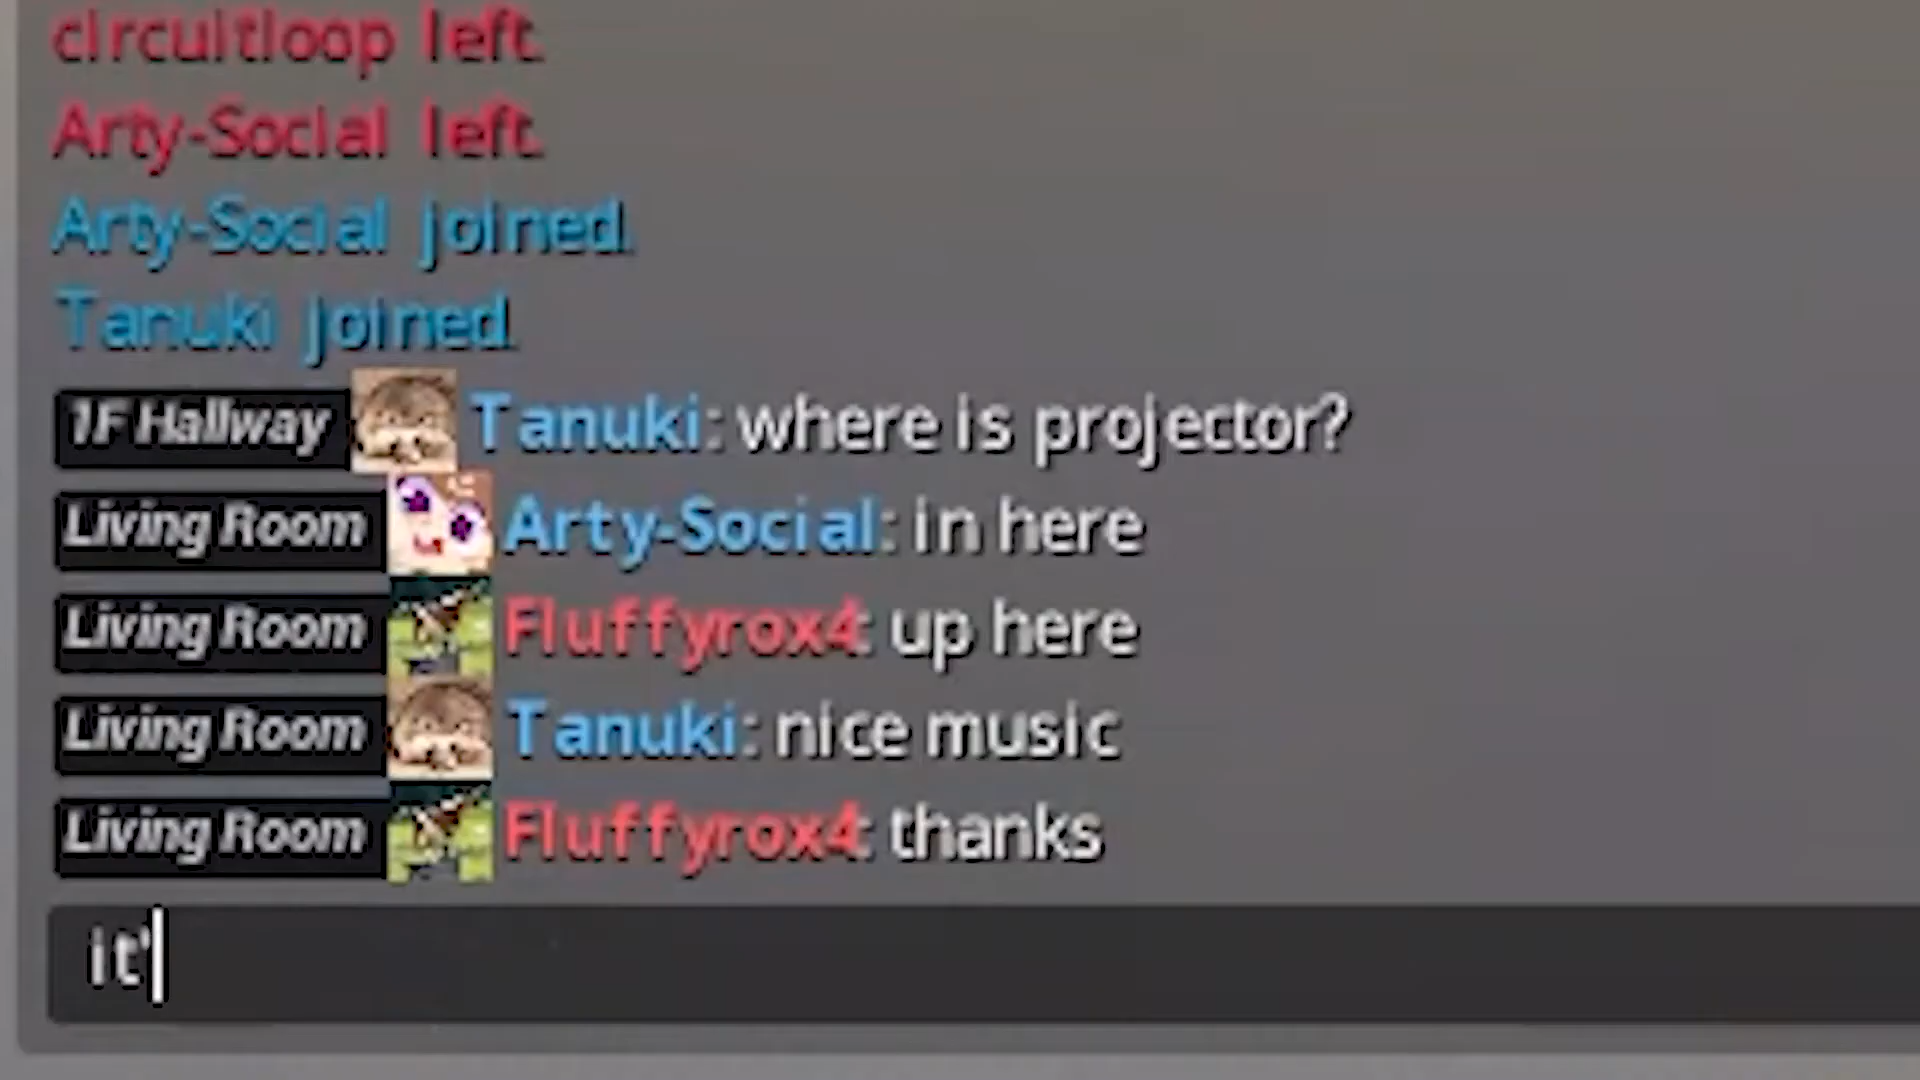 circuitloop left.
Arty-Social left.
Arty-Social joined.
Tanuki joined.
1F Hallway Tanuki: where is projector?
Living Room Arty-Social: in here
Living Room Fluffyrox4: up here
Living Room Tanuki: nice music
Living Room Fluffyrox4: thanks
it'